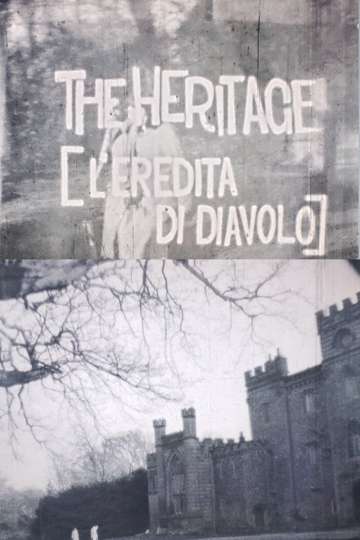 THE HERITAGE
[L'EREDITA
DI DIAVOLO]